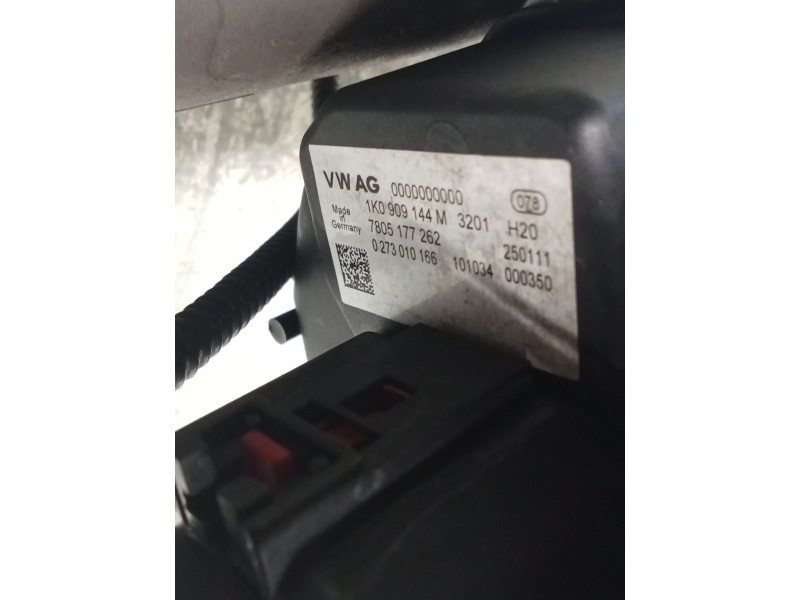 VW AG 0000000000 078
Made in Germany
1K0 909 144 M 3201 H20
7805 177 262 250111
0 273 010 166 101034 000350